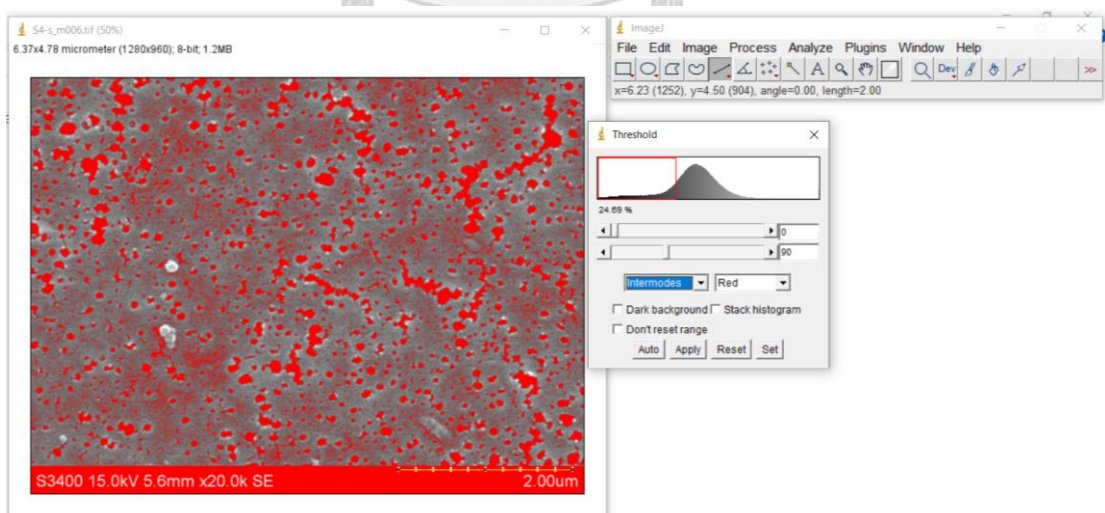 S4-s_m006.tif (50%)
6.37x4.78 micrometer (1280x960); 8-bit; 1.2MB
S3400 15.0kV 5.6mm x20.0k SE
2.00um
ImageJ
File Edit Image Process Analyze Plugins Window Help
A Dev
x=6.23 (1252), y=4.50 (904), angle=0.00, length=2.00
Threshold
24.69 %
0
90
Intermodes Red
Dark background Stack histogram
Don't reset range
Auto Apply Reset Set